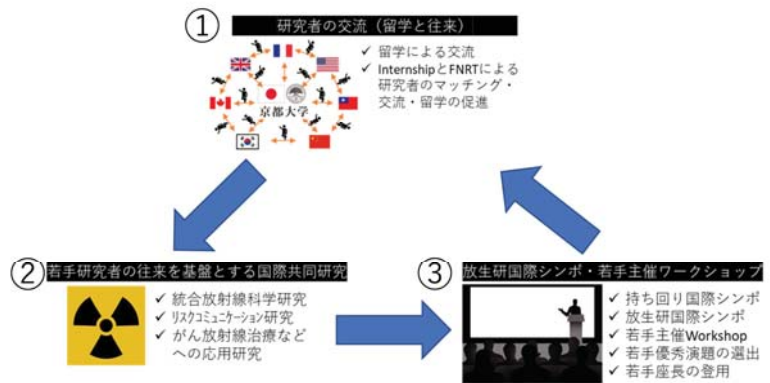 ① 研究者の交流（留学と往来）
✓ 留学による交流
✓ InternshipとFNRTによる
研究者のマッチング・
交流・留学の促進
京都大学
② 若手研究者の往来を基盤とする国際共同研究
✓ 統合放射線科学研究
✓ リスクコミュニケーション研究
✓ がん放射線治療など
への応用研究
③ 放生研国際シンポ・若手主催ワークショップ
✓ 持ち回り国際シンポ
✓ 放生研国際シンポ
✓ 若手主催Workshop
✓ 若手優秀演題の選出
✓ 若手座長の登用